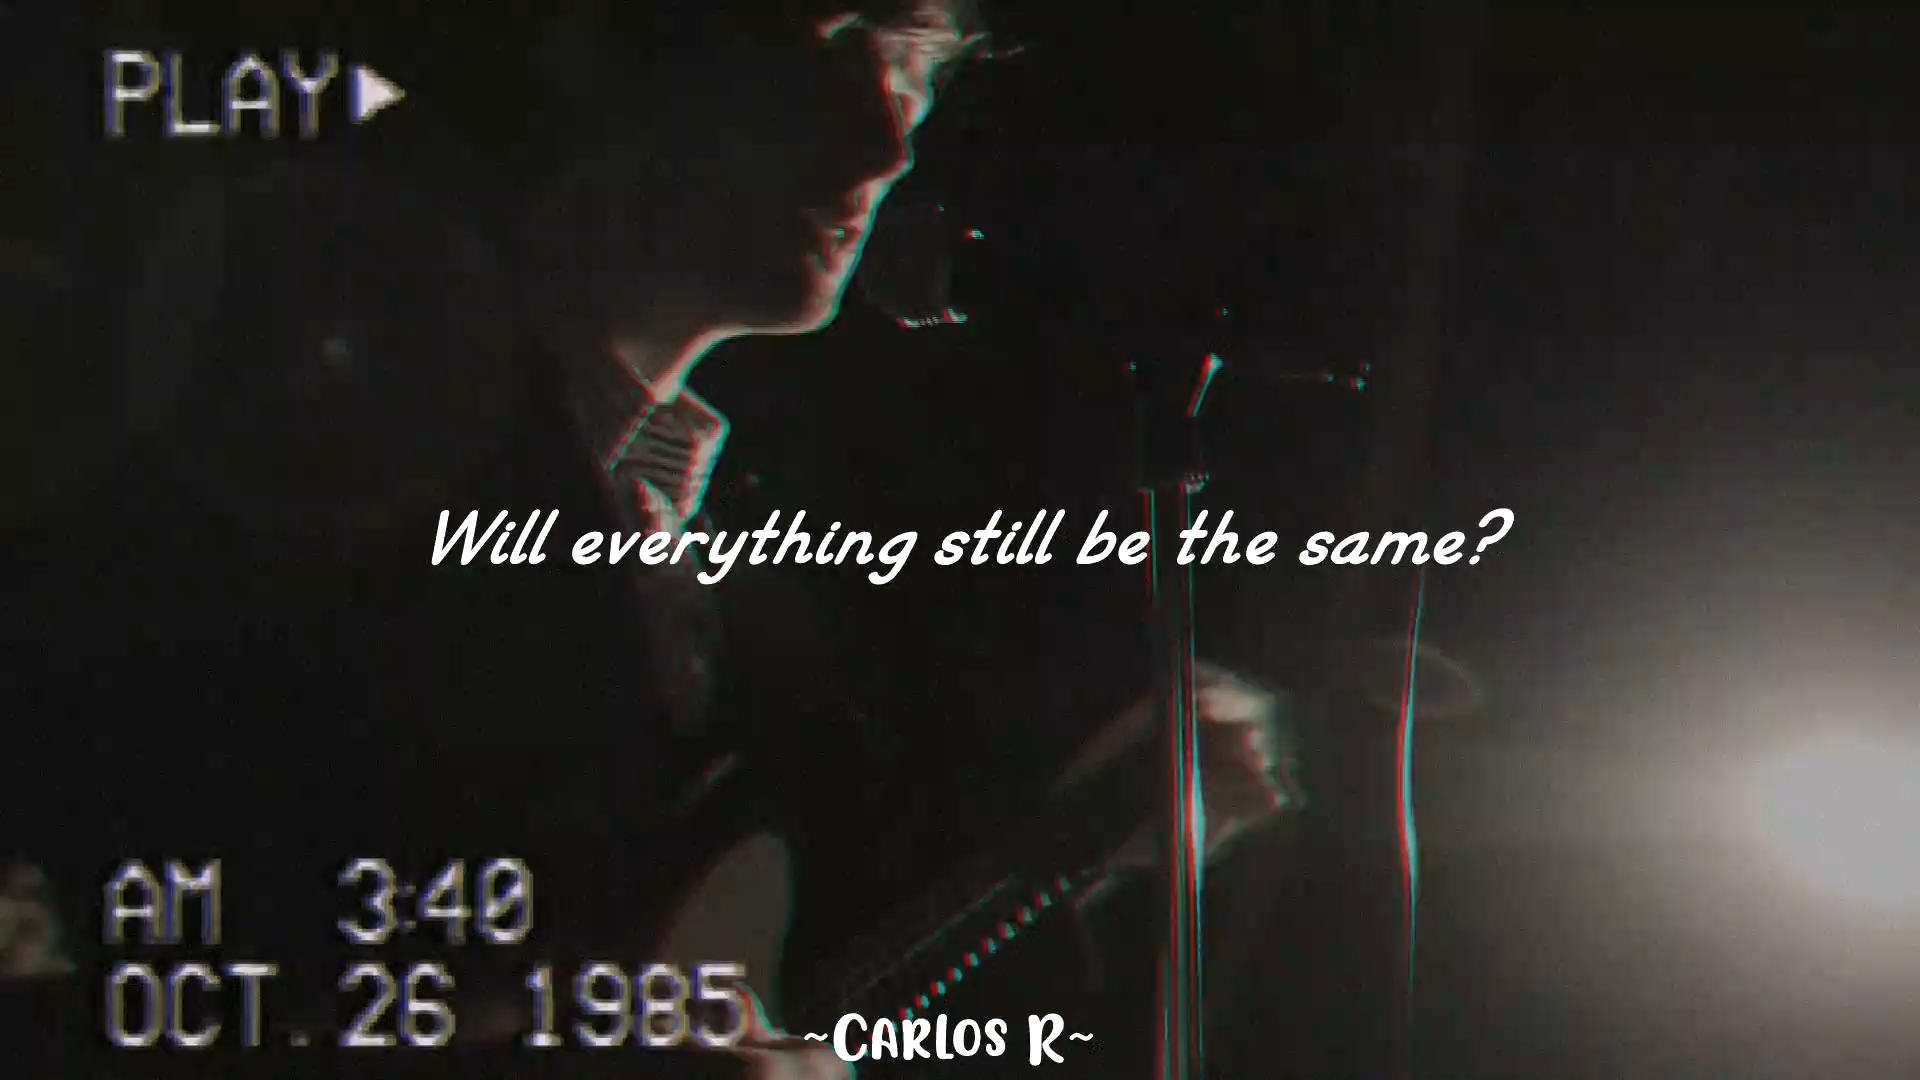 PLAY▶
Will everything still be the same?
AM 3:40
OCT. 26 1985
~CARLOS R~